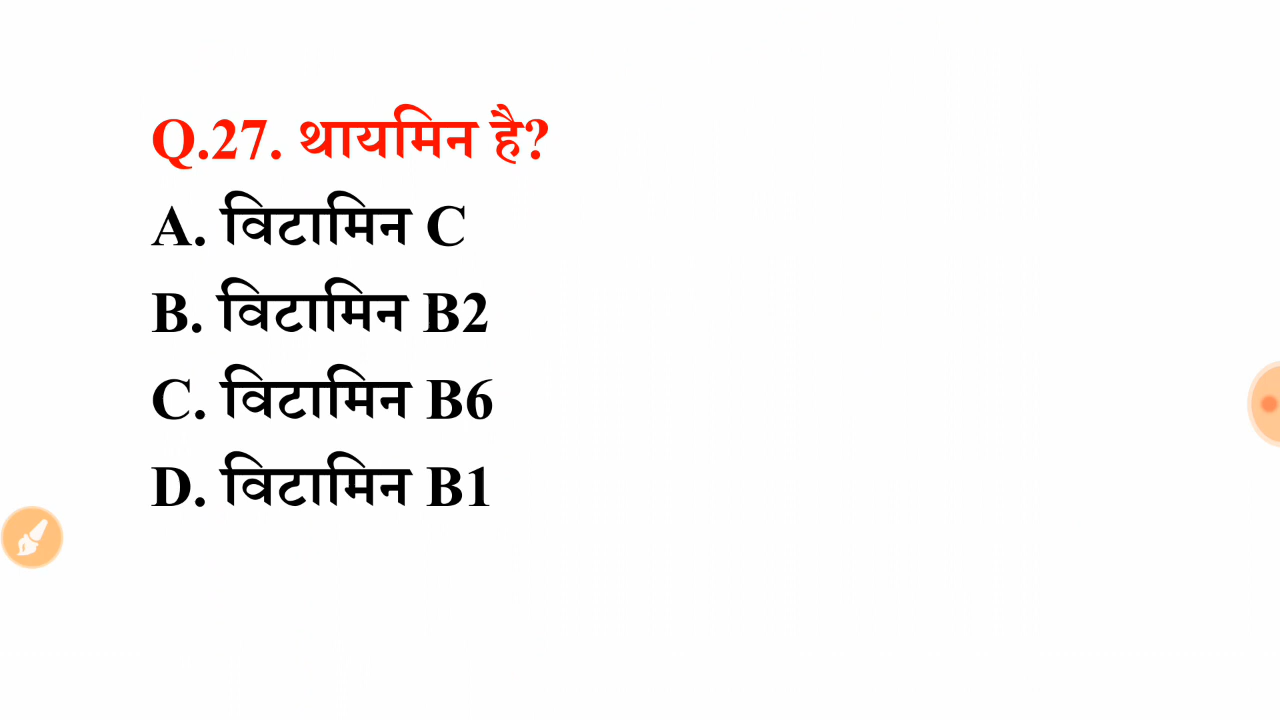 Q.27. थायमिन है?
A. विटामिन C
B. विटामिन B2
C. विटामिन B6
D. विटामिन B1